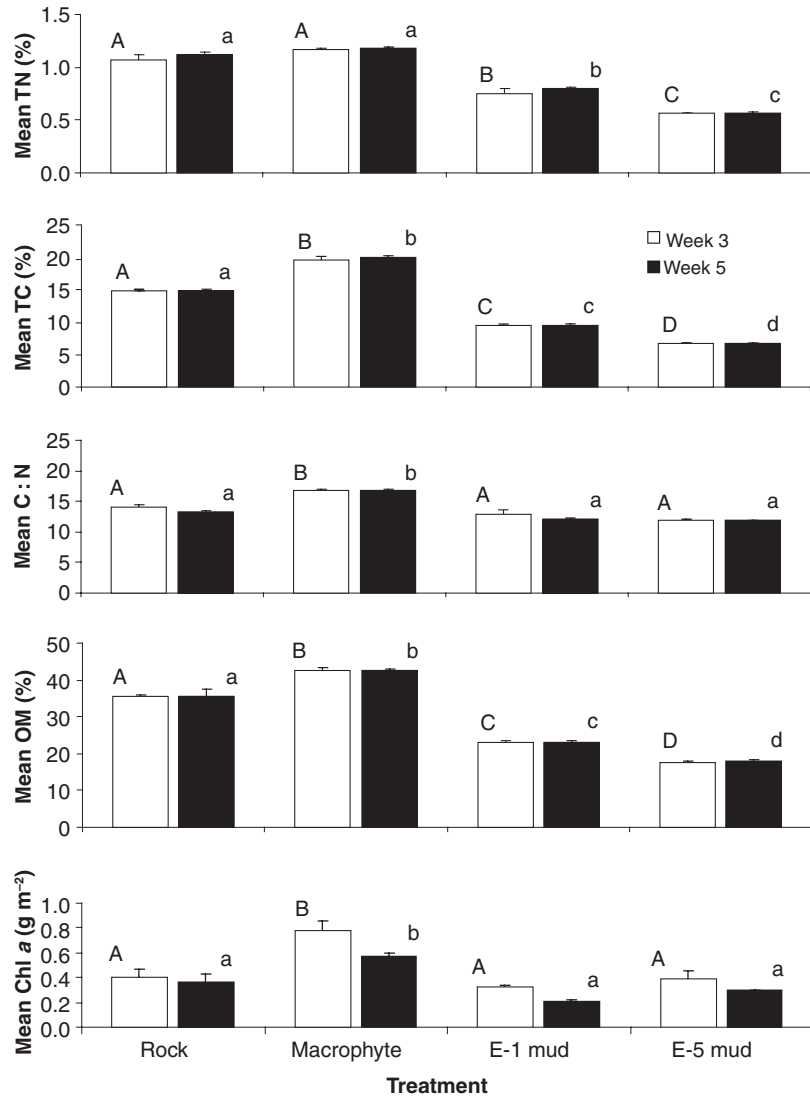 Mean TN (%)
1.5
1.0
0.5
0.0
A a A a B b C c
Mean TC (%)
25
20
15
10
5
0
A a B b C c D d
Week 3
Week 5
Mean C : N
25
20
15
10
5
0
A a B b A a A a
Mean OM (%)
50
40
30
20
10
0
A a B b C c D d
Mean Chl a (g m⁻²)
1.0
0.8
0.6
0.4
0.2
0.0
A a B b A a A a
Rock Macrophyte E-1 mud E-5 mud
Treatment